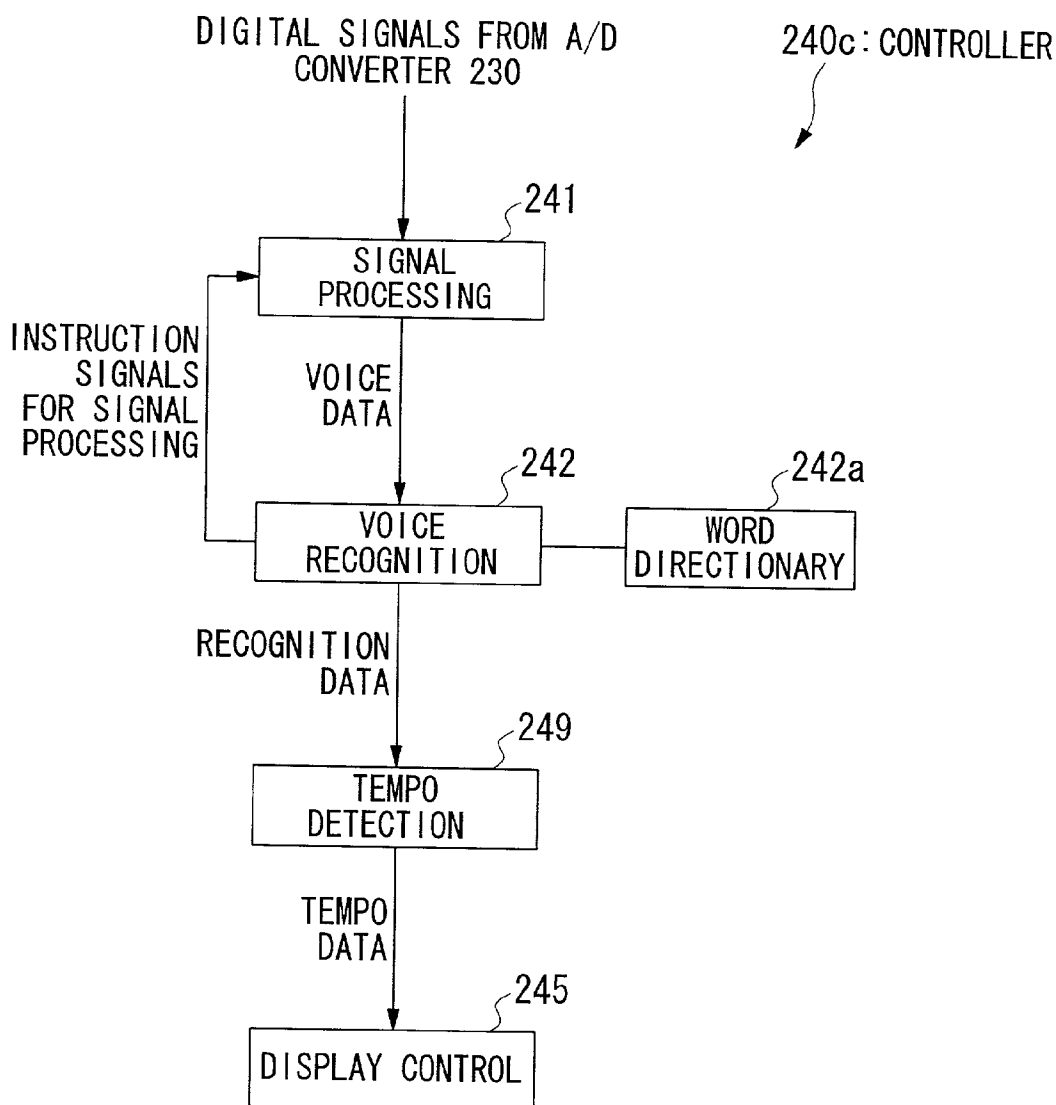 DIGITAL SIGNALS FROM A/D
CONVERTER 230
240c: CONTROLLER
241
SIGNAL
PROCESSING
INSTRUCTION
SIGNALS
FOR SIGNAL
PROCESSING
VOICE
DATA
242
VOICE
RECOGNITION
242a
WORD
DIRECTIONARY
RECOGNITION
DATA
249
TEMPO
DETECTION
TEMPO
DATA
245
DISPLAY CONTROL